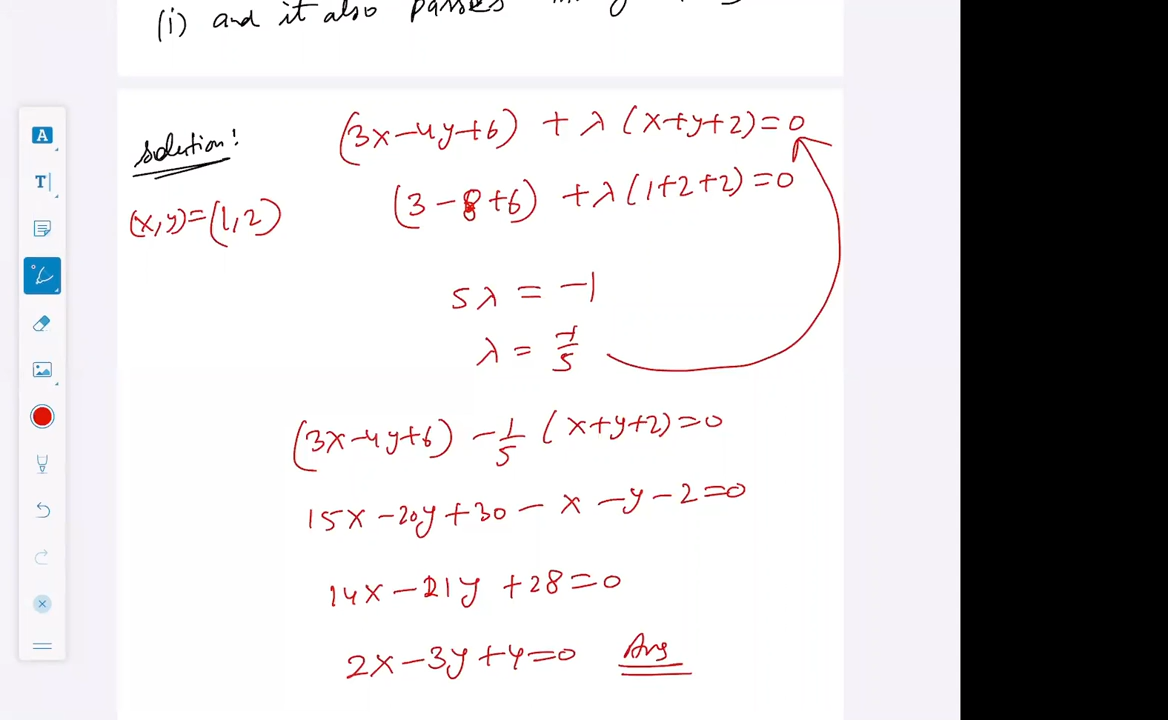 (i) and it also passes
solution!
(3x-4y+6) + λ (x+y+2)=0
(x,y)=(1,2)
(3-8+6) +λ(1+2+2)=0
5λ = -1
λ = -1/5
(3x-4y+6) -1/5 (x+y+2)=0
15x-20y+30-x-y-2=0
14x-21y+28=0
2x-3y+4=0 Ans
A
T